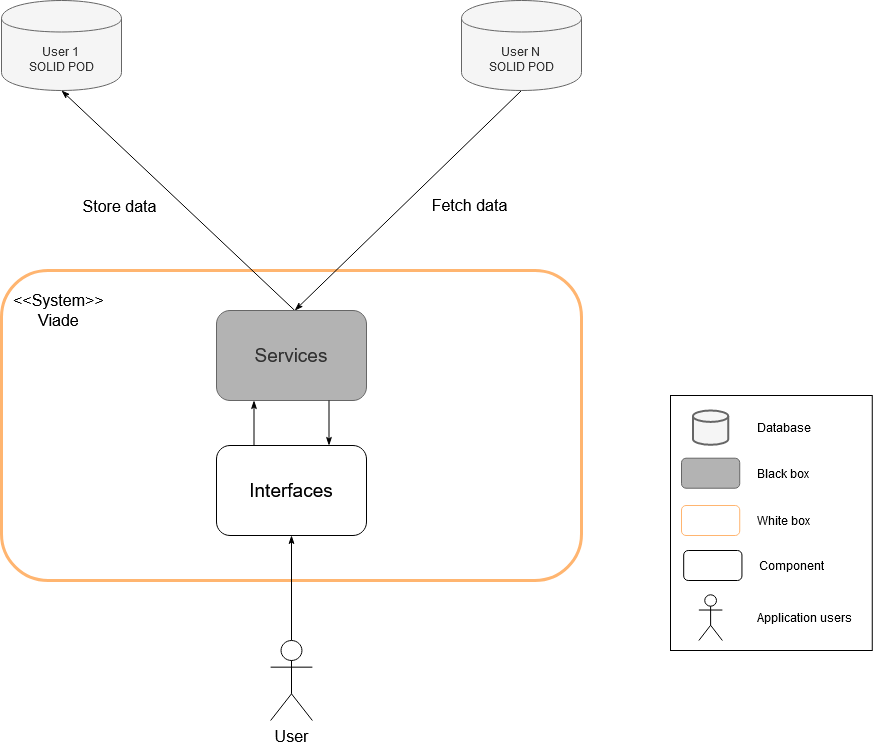 User 1
SOLID POD
User N
SOLID POD
Store data
Fetch data
<<System>>
Viade
Services
Interfaces
User
Database
Black box
White box
Component
Application users